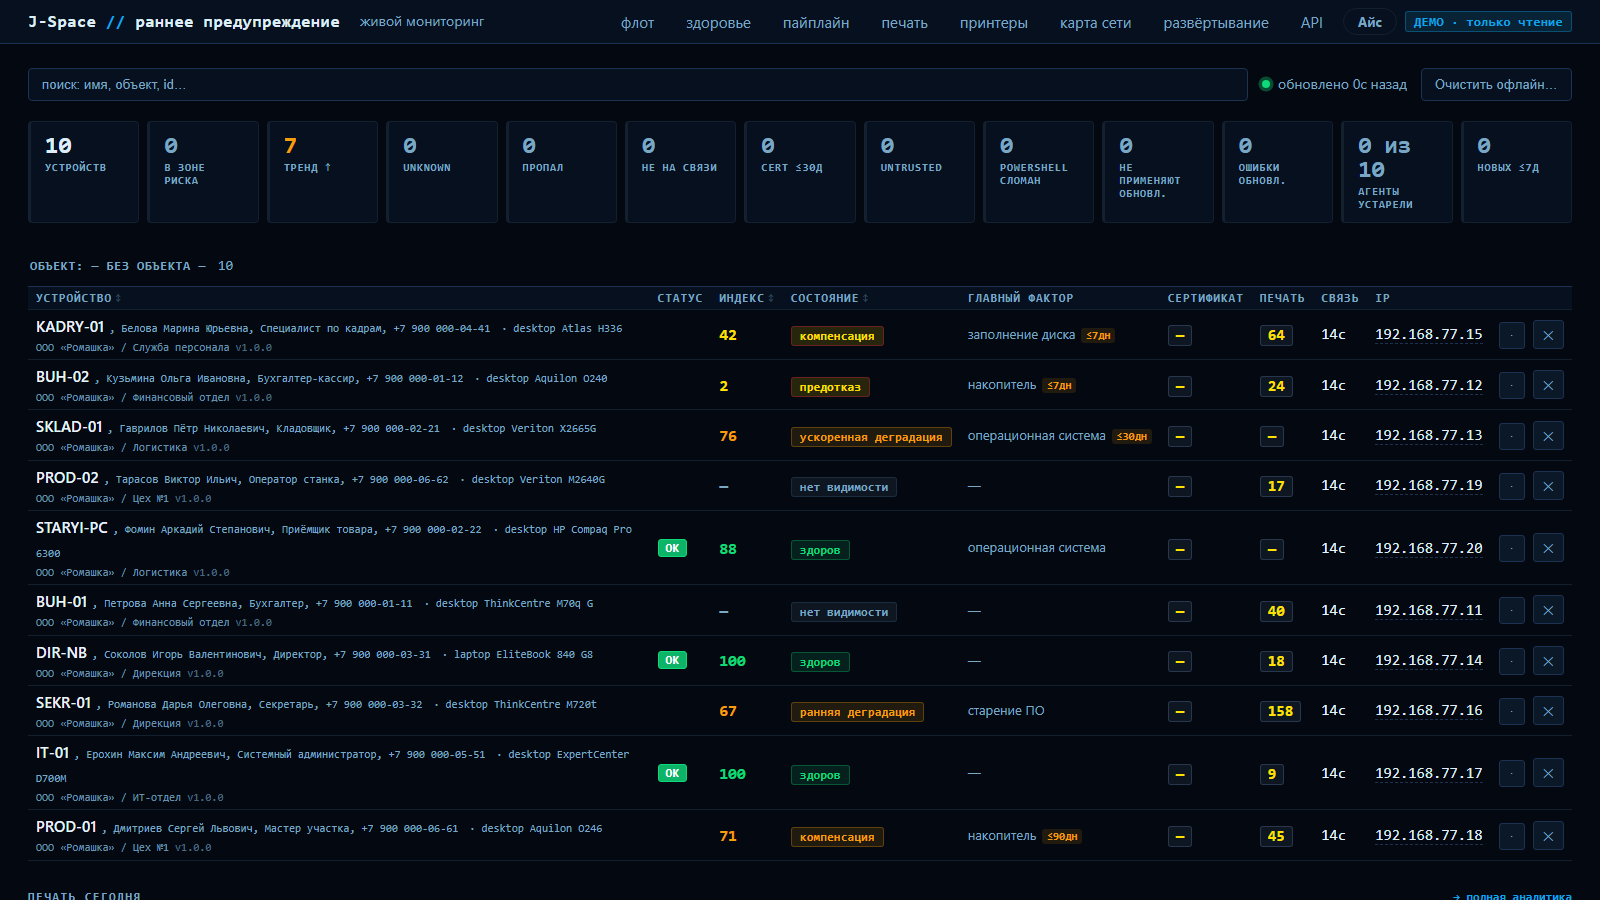 J-Space // раннее предупреждение живой мониторинг флот здоровье пайплайн печать принтеры карта сети развёртывание API Айс ДЕМО · только чтение
поиск: имя, объект, id… обновлено 0с назад Очистить офлайн…
10 УСТРОЙСТВ
0 В ЗОНЕ РИСКА
7 ТРЕНД ↑
0 UNKNOWN
0 ПРОПАЛ
0 НЕ НА СВЯЗИ
0 CERT ≤30Д
0 UNTRUSTED
0 POWERSHELL СЛОМАН
0 НЕ ПРИМЕНЯЮТ ОБНОВЛ.
0 ОШИБКИ ОБНОВЛ.
0 из 10 АГЕНТЫ УСТАРЕЛИ
0 НОВЫХ ≤7Д
ОБЪЕКТ: — БЕЗ ОБЪЕКТА — 10
УСТРОЙСТВО↕ СТАТУС ИНДЕКС↕ СОСТОЯНИЕ↕ ГЛАВНЫЙ ФАКТОР СЕРТИФИКАТ ПЕЧАТЬ СВЯЗЬ IP
KADRY-01 , Белова Марина Юрьевна, Специалист по кадрам, +7 900 000-04-41 · desktop Atlas H336 42 компенсация заполнение диска ≤7дн — 64 14с 192.168.77.15 · ×
ООО «Ромашка» / Служба персонала v1.0.0
BUH-02 , Кузьмина Ольга Ивановна, Бухгалтер-кассир, +7 900 000-01-12 · desktop Aquilon O240 2 предотказ накопитель ≤7дн — 24 14с 192.168.77.12 · ×
ООО «Ромашка» / Финансовый отдел v1.0.0
SKLAD-01 , Гаврилов Пётр Николаевич, Кладовщик, +7 900 000-02-21 · desktop Veriton X2665G 76 ускоренная деградация операционная система ≤30дн — — 14с 192.168.77.13 · ×
ООО «Ромашка» / Логистика v1.0.0
PROD-02 , Тарасов Виктор Ильич, Оператор станка, +7 900 000-06-62 · desktop Veriton M2640G — нет видимости — — 17 14с 192.168.77.19 · ×
ООО «Ромашка» / Цех №1 v1.0.0
STARYI-PC , Фомин Аркадий Степанович, Приёмщик товара, +7 900 000-02-22 · desktop HP Compaq Pro
6300 OK 88 здоров операционная система — — 14с 192.168.77.20 · ×
ООО «Ромашка» / Логистика v1.0.0
BUH-01 , Петрова Анна Сергеевна, Бухгалтер, +7 900 000-01-11 · desktop ThinkCentre M70q G — нет видимости — — 40 14с 192.168.77.11 · ×
ООО «Ромашка» / Финансовый отдел v1.0.0
DIR-NB , Соколов Игорь Валентинович, Директор, +7 900 000-03-31 · laptop EliteBook 840 G8 OK 100 здоров — — 18 14с 192.168.77.14 · ×
ООО «Ромашка» / Дирекция v1.0.0
SEKR-01 , Романова Дарья Олеговна, Секретарь, +7 900 000-03-32 · desktop ThinkCentre M720t 67 ранняя деградация старение ПО — 158 14с 192.168.77.16 · ×
ООО «Ромашка» / Дирекция v1.0.0
IT-01 , Ерохин Максим Андреевич, Системный администратор, +7 900 000-05-51 · desktop ExpertCenter
D700M OK 100 здоров — — 9 14с 192.168.77.17 · ×
ООО «Ромашка» / ИТ-отдел v1.0.0
PROD-01 , Дмитриев Сергей Львович, Мастер участка, +7 900 000-06-61 · desktop Aquilon O246 71 компенсация накопитель ≤90дн — 45 14с 192.168.77.18 · ×
ООО «Ромашка» / Цех №1 v1.0.0
ПЕЧАТЬ СЕГОДНЯ → полная аналитика